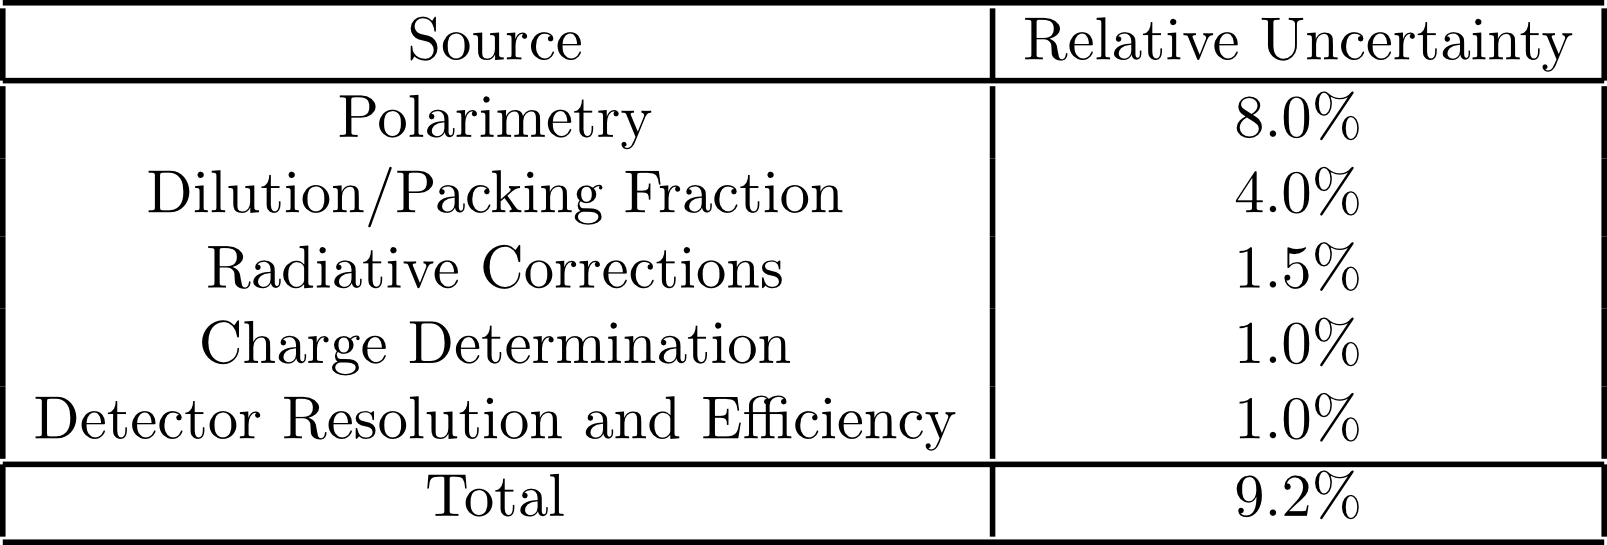 Source Relative Uncertainty
Polarimetry 8.0%
Dilution/Packing Fraction 4.0%
Radiative Corrections 1.5%
Charge Determination 1.0%
Detector Resolution and Efficiency 1.0%
Total 9.2%